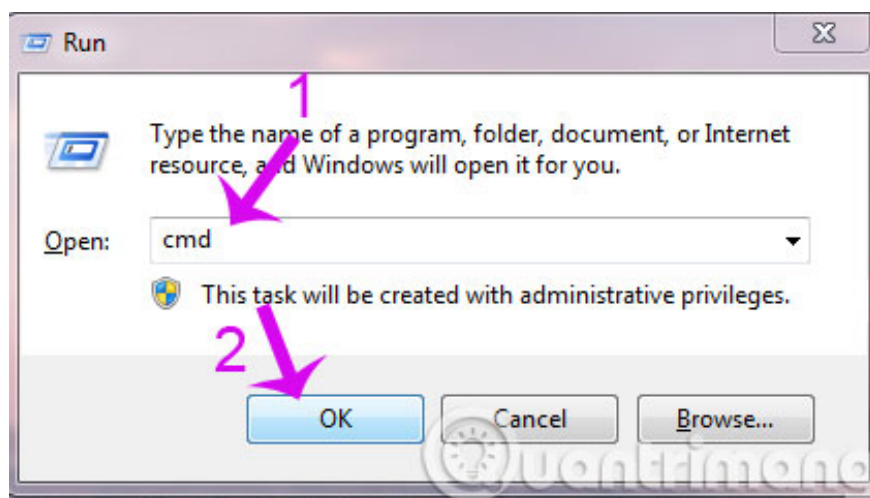 Run
1
Type the name of a program, folder, document, or Internet
resource, and Windows will open it for you.
Open:
cmd
This task will be created with administrative privileges.
2
OK
Cancel
Browse...
Quantrimang